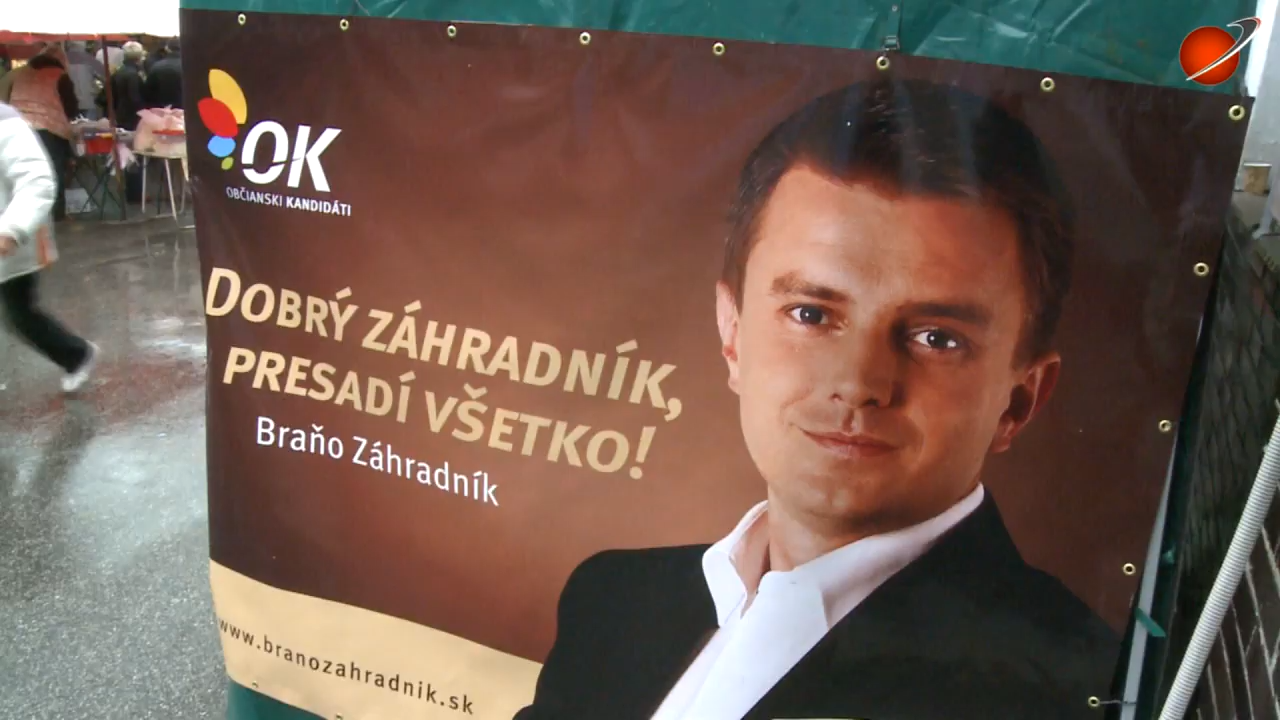 OK
OBČIANSKI KANDIDÁTI
DOBRÝ ZÁHRADNÍK,
PRESADÍ VŠETKO!
Braňo Záhradník
www.branozahradnik.sk